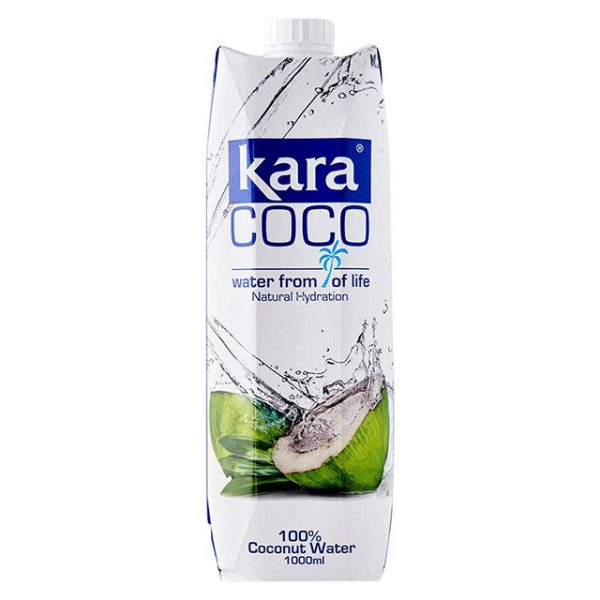 kara®
COCO
water from of life
Natural Hydration
100%
Coconut Water
1000ml